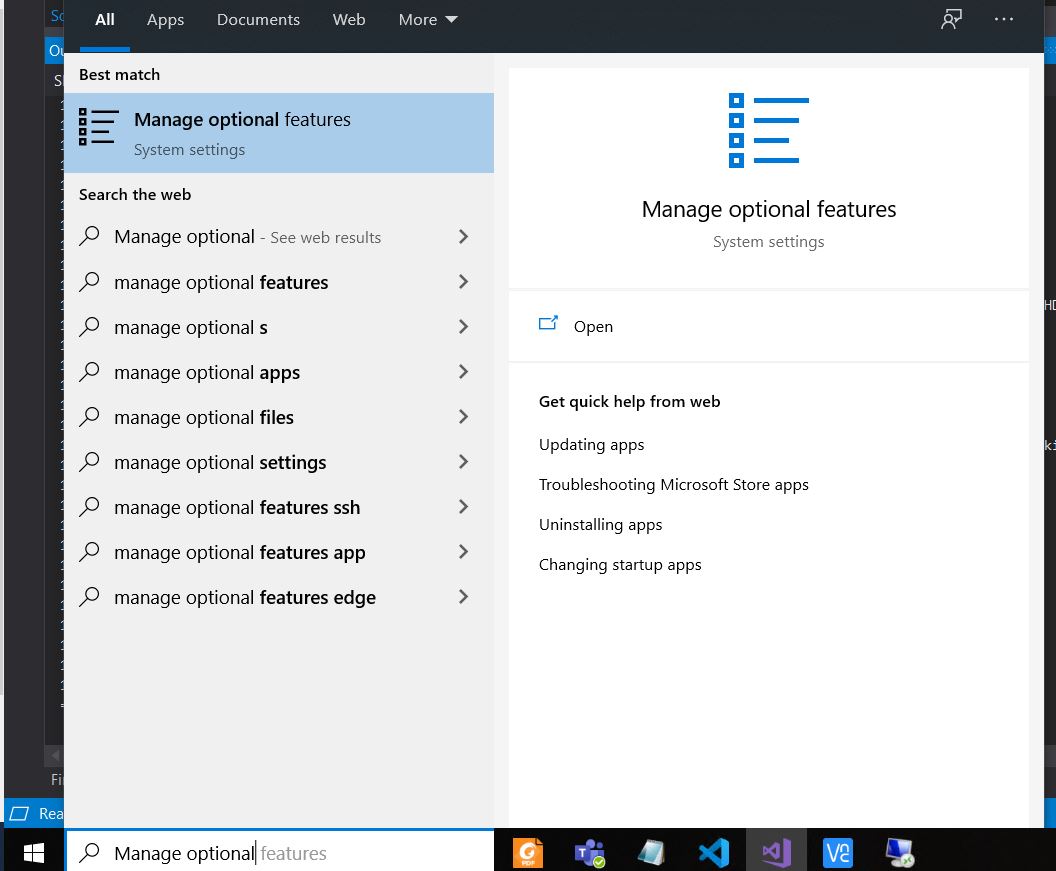 All Apps Documents Web More
Best match
Manage optional features
System settings
Search the web
Manage optional - See web results
manage optional features
manage optional s
manage optional apps
manage optional files
manage optional settings
manage optional features ssh
manage optional features app
manage optional features edge
Manage optional features
System settings
Open
Get quick help from web
Updating apps
Troubleshooting Microsoft Store apps
Uninstalling apps
Changing startup apps
Rea
Manage optional features
PDF